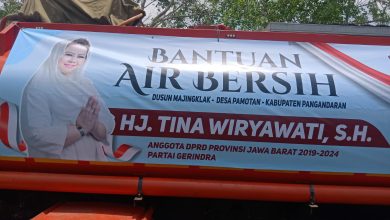 BANTUAN
AIR BERSIH
DUSUN MAJINGKLAK - DESA PAMOTAN - KABUPATEN PANGANDARAN
HJ. TINA WIRYAWATI, S.H.
ANGGOTA DPRD PROVINSI JAWA BARAT 2019-2024
PARTAI GERINDRA